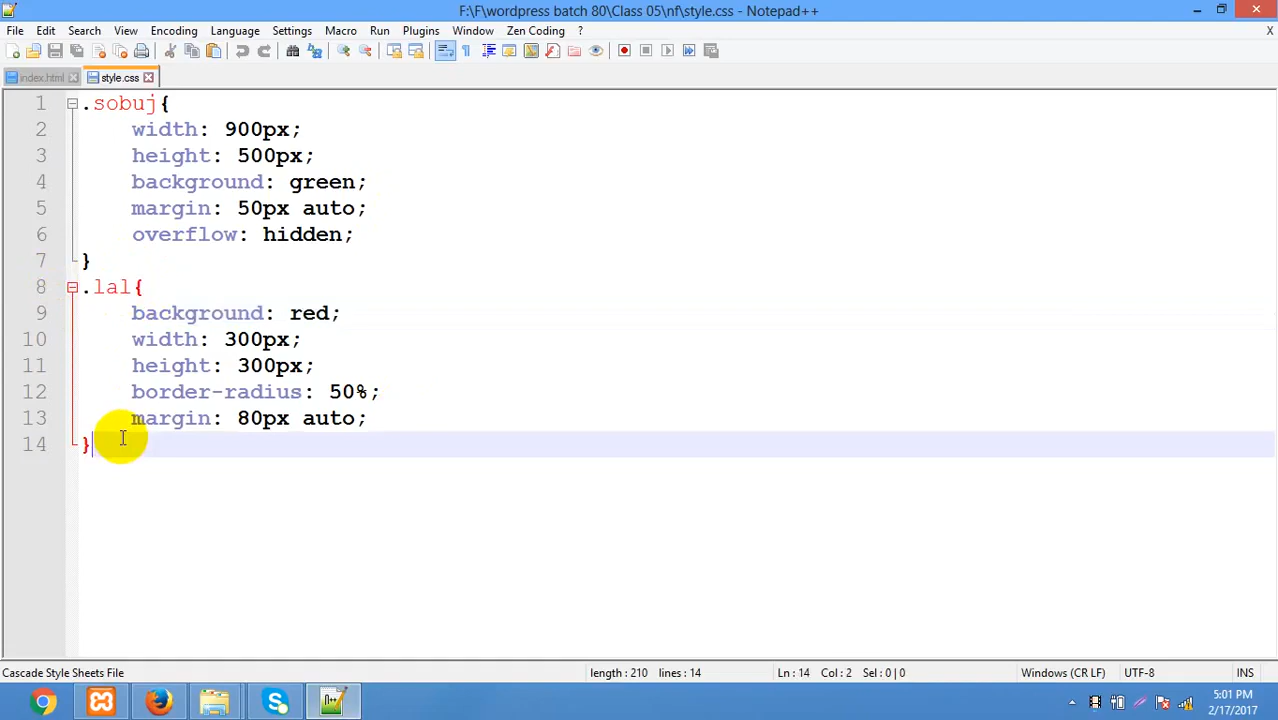 F:\F\wordpress batch 80\Class 05\nf\style.css - Notepad++
File Edit Search View Encoding Language Settings Macro Run Plugins Window Zen Coding ? X
index.html style.css
1 .sobuj{
2 width: 900px;
3 height: 500px;
4 background: green;
5 margin: 50px auto;
6 overflow: hidden;
7 }
8 .lal{
9 background: red;
10 width: 300px;
11 height: 300px;
12 border-radius: 50%;
13 margin: 80px auto;
14 }
Cascade Style Sheets File length : 210 lines : 14 Ln : 14 Col : 2 Sel : 0 | 0 Windows (CR LF) UTF-8 INS
5:01 PM
2/17/2017